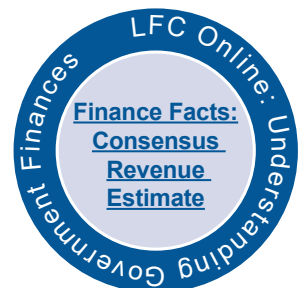 LFC Online: Understanding Government Finances
Finance Facts:
Consensus
Revenue
Estimate